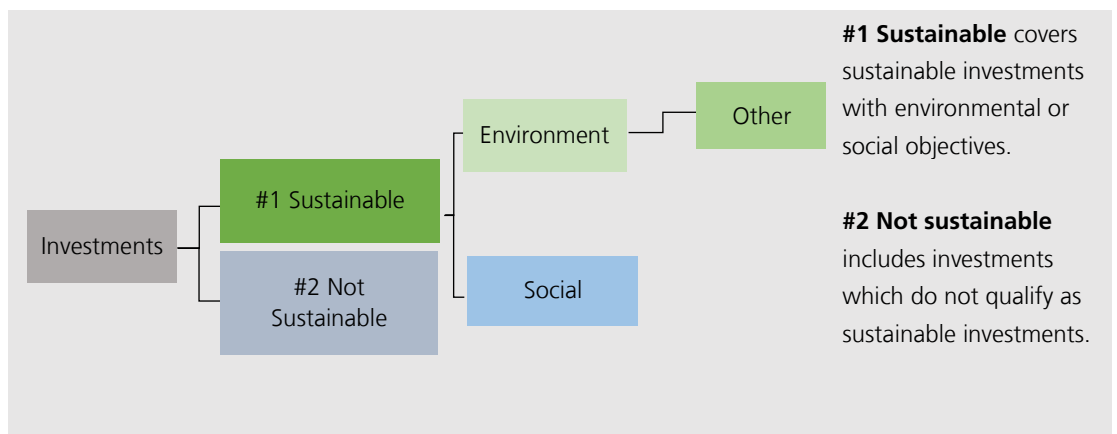 Investments
#1 Sustainable
#2 Not
Sustainable
Environment
Social
Other
#1 Sustainable covers
sustainable investments
with environmental or
social objectives.
#2 Not sustainable
includes investments
which do not qualify as
sustainable investments.